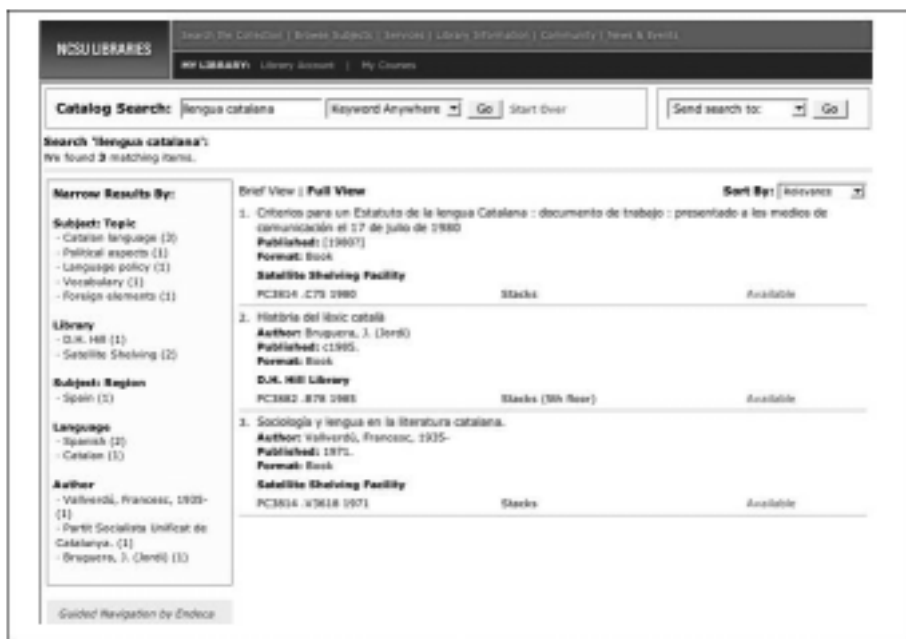 NCSU LIBRARIES
Search the Collection | Browse Subjects | Services | Library Information | Community | News & Events
MY LIBRARY: Library Account | My Courses
Catalog Search: llengua catalana Keyword Anywhere Go Start Over Send search to: Go
Search "llengua catalana":
We found 3 matching items.
Narrow Results By:
Subject: Topic
- Catalan language (3)
- Political aspects (1)
- Language policy (1)
- Vocabulary (1)
- Foreign elements (1)
Library
- D.H. Hill (1)
- Satellite Shelving (2)
Subject: Region
- Spain (1)
Language
- Spanish (2)
- Catalan (1)
Author
- Vallverdú, Francesc, 1935-
(1)
- Partit Socialista Unificat de
Catalunya. (1)
- Bruguera, J. (Jordi) (1)
Guided Navigation by Endeca
Brief View | Full View Sort By: Relevance
1. Criterios para un Estatuto de la lengua Catalana : documento de trabajo : presentado a los medios de
comunicación el 17 de julio de 1980
Published: [1980?]
Format: Book
Satellite Shelving Facility
PC3814 .C75 1980 Stacks Available
2. Història del lèxic català
Author: Bruguera, J. (Jordi)
Published: c1985.
Format: Book
D.H. Hill Library
PC3882 .B78 1985 Stacks (5th floor) Available
3. Sociología y lengua en la literatura catalana.
Author: Vallverdú, Francesc, 1935-
Published: 1971.
Format: Book
Satellite Shelving Facility
PC3814 .V3618 1971 Stacks Available